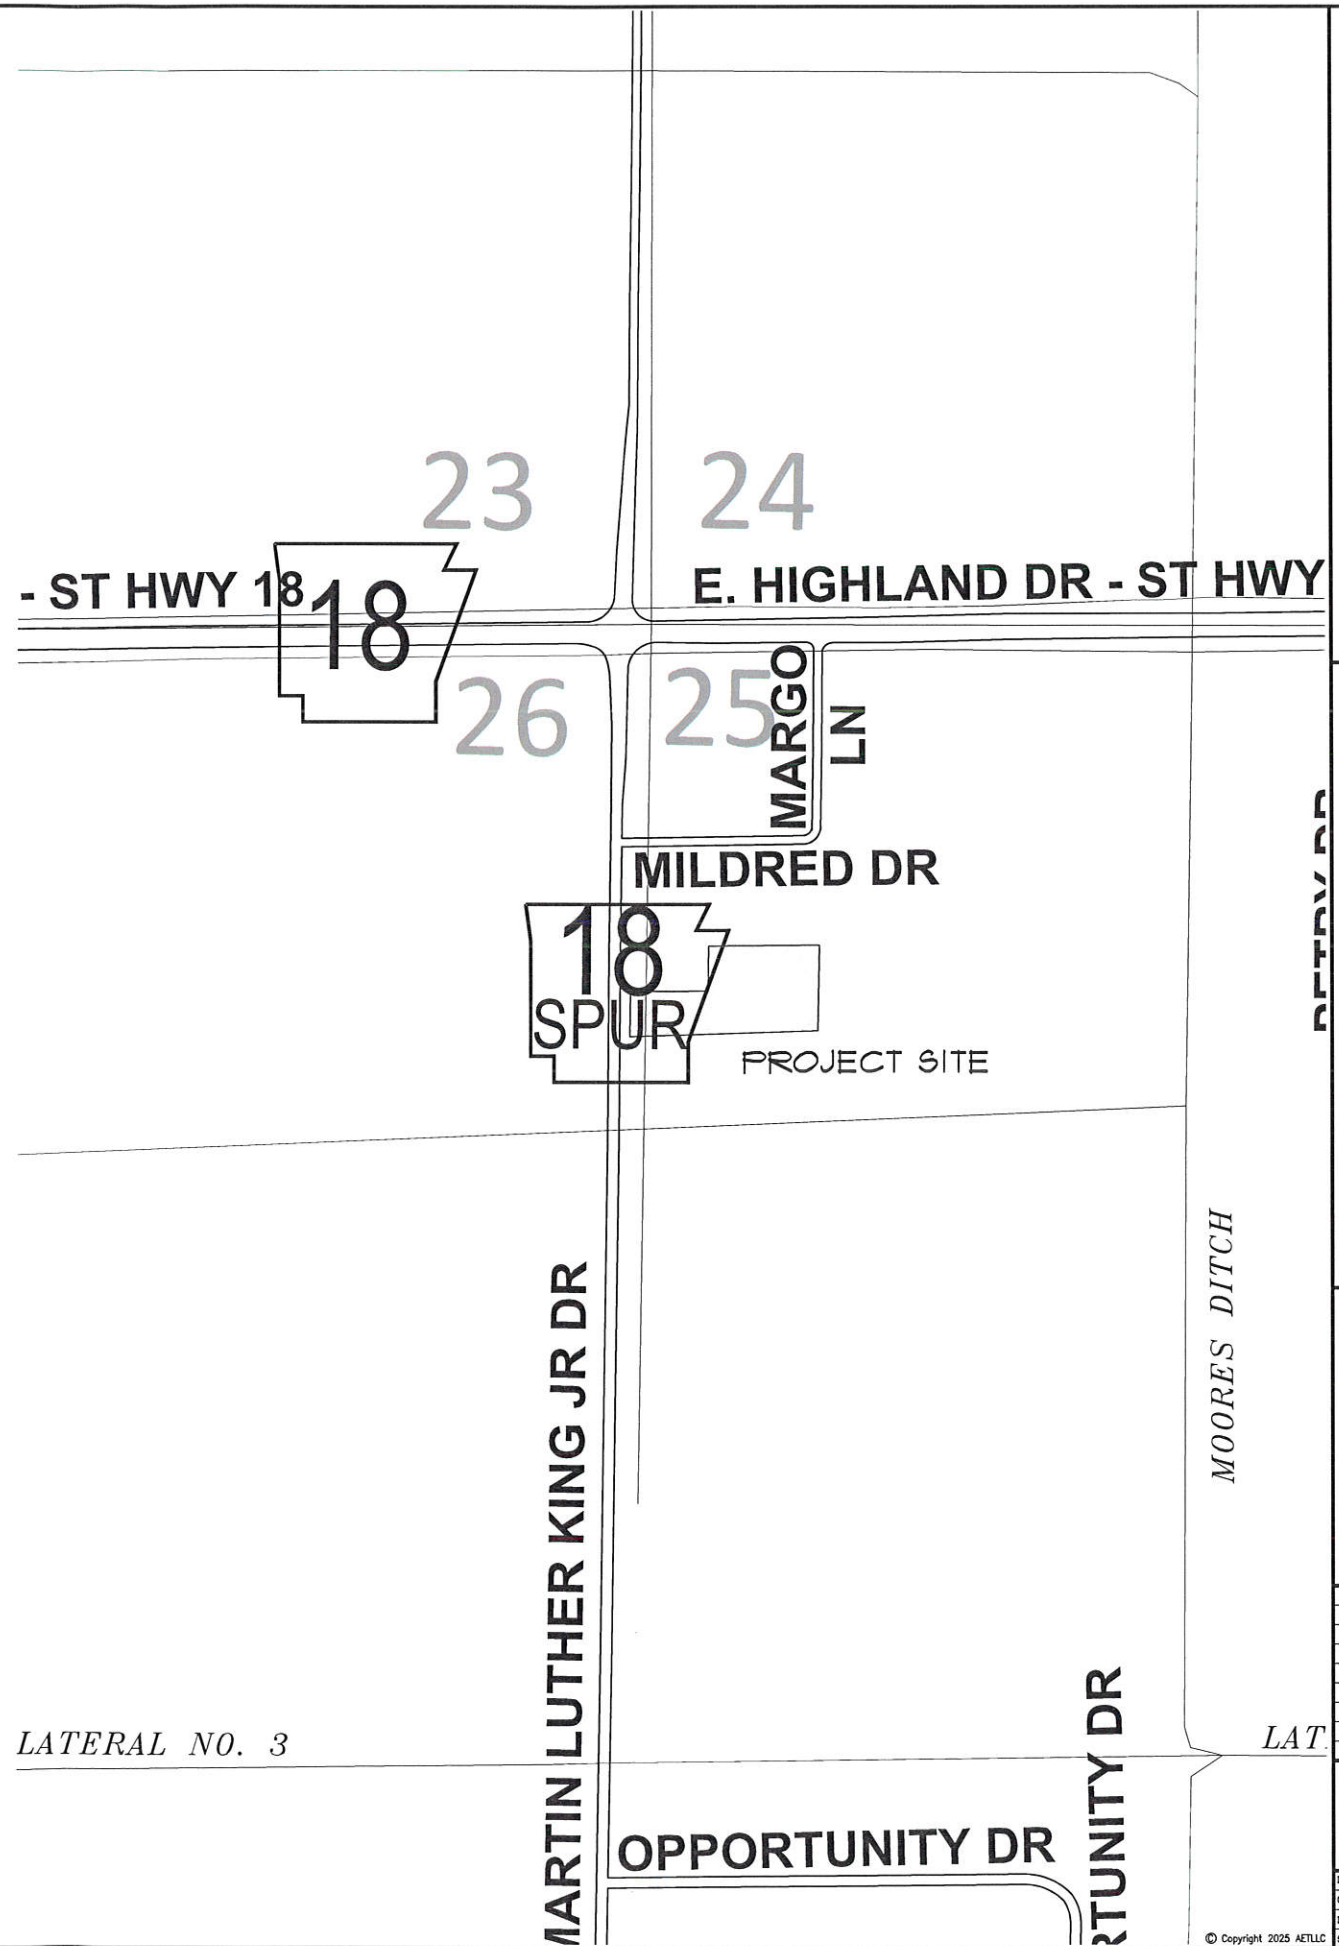 23
24
- ST HWY 18
18
E. HIGHLAND DR - ST HWY
26
25
MARGO
LN
MILDRED DR
18
SPUR
PROJECT SITE
MOORES DITCH
MARTIN LUTHER KING JR DR
LATERAL NO. 3
LAT
OPPORTUNITY DR
RTUNITY DR
© Copyright 2025 AETLLC